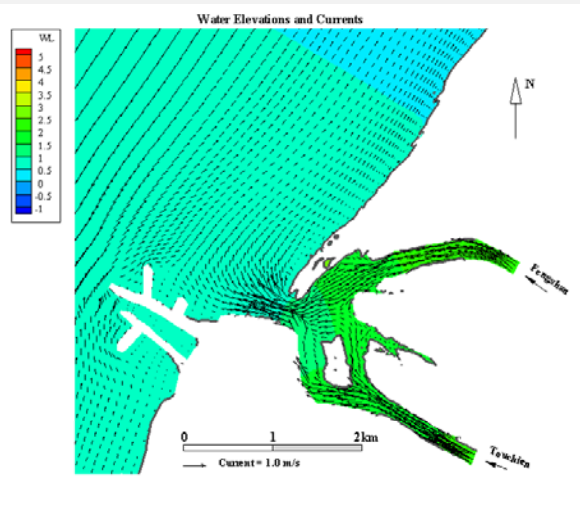 Water Elevations and Currents
WL
5
4.5
4
3.5
3
2.5
2
1.5
1
0.5
0
-0.5
-1
N
Fengshan
Touchien
0 1 2km
Current = 1.0 m/s